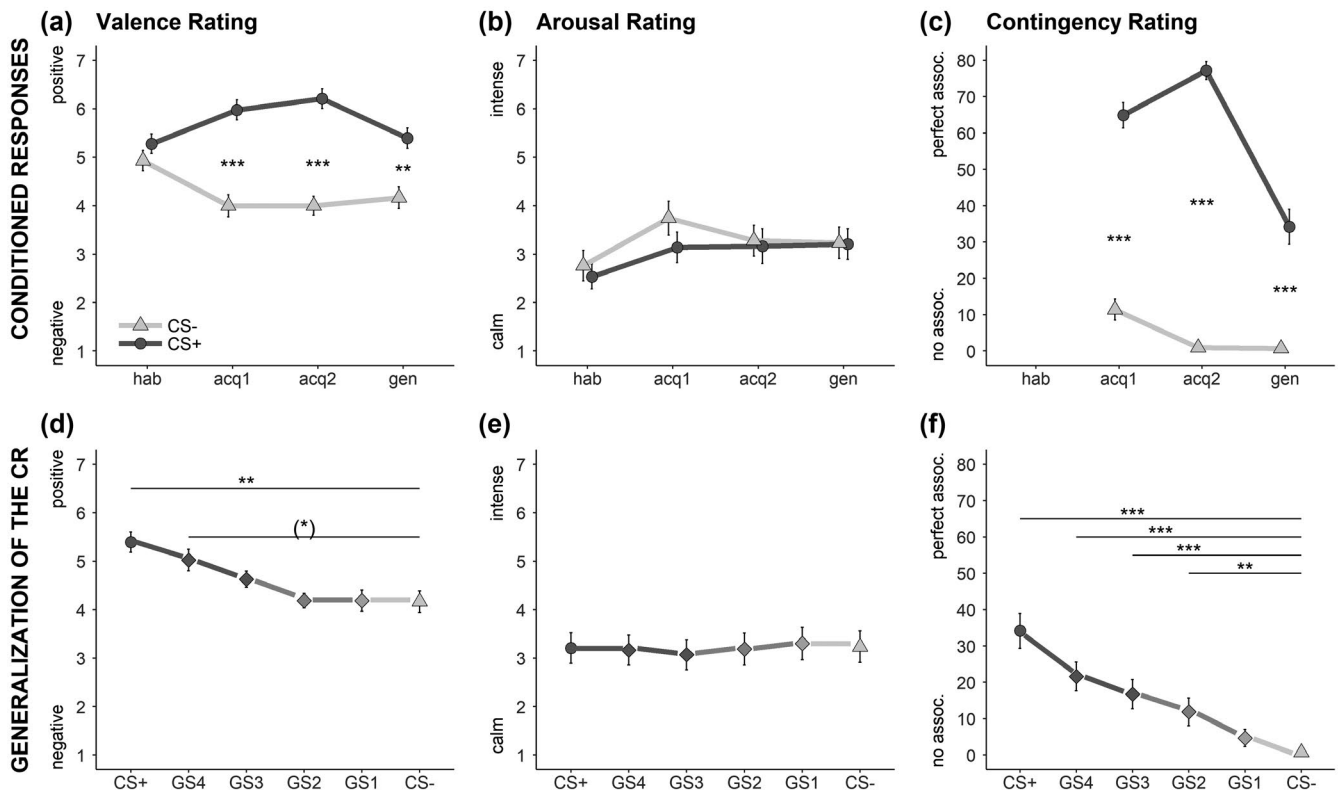 (a) Valence Rating
(b) Arousal Rating
(c) Contingency Rating
CONDITIONED RESPONSES
positive
negative
7
6
5
4
3
2
1
***
***
**
CS-
CS+
hab acq1 acq2 gen
intense
calm
7
6
5
4
3
2
1
hab acq1 acq2 gen
perfect assoc.
no assoc.
80
70
60
50
40
30
20
10
0
***
***
***
hab acq1 acq2 gen
GENERALIZATION OF THE CR
(d)
positive
negative
7
6
5
4
3
2
1
**
(*)
CS+ GS4 GS3 GS2 GS1 CS-
(e)
intense
calm
7
6
5
4
3
2
1
CS+ GS4 GS3 GS2 GS1 CS-
(f)
perfect assoc.
no assoc.
80
70
60
50
40
30
20
10
0
***
***
***
**
CS+ GS4 GS3 GS2 GS1 CS-